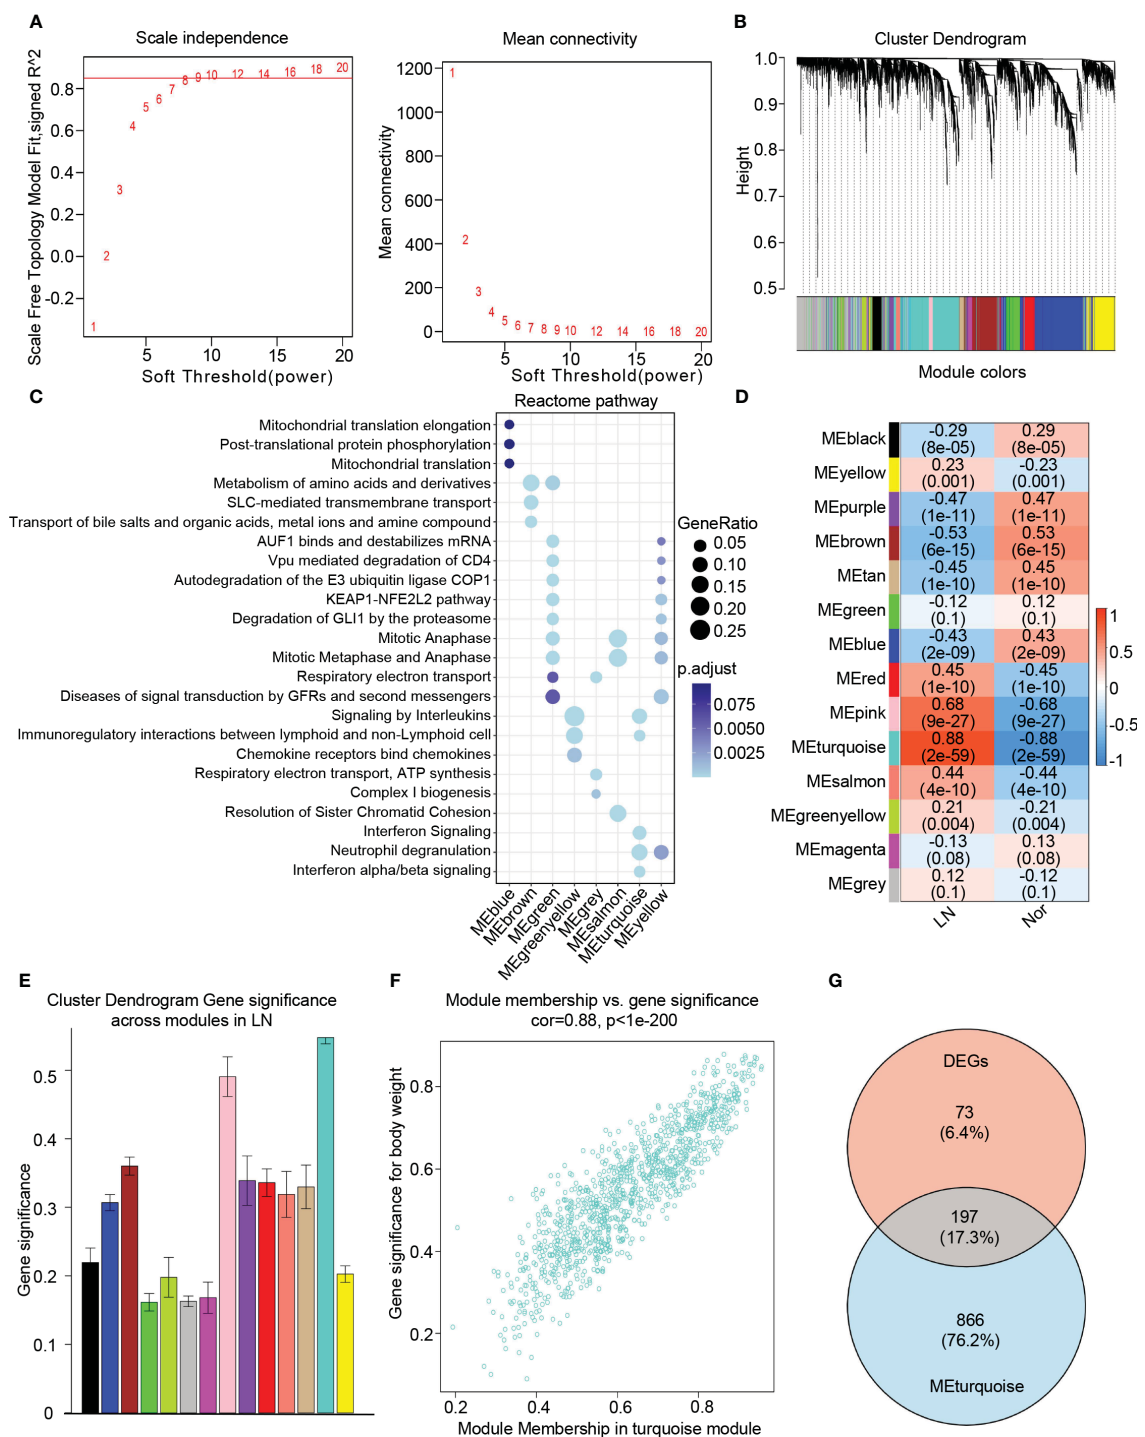 A
Scale independence
Scale Free Topology Model Fit,signed R^2
0.8
0.6
0.4
0.2
0.0
-0.2
1
2
3
4
5
6
7
8
9
10
12
14
16
18
20
5
10
15
20
Soft Threshold(power)
Mean connectivity
Mean connectivity
1200
1000
800
600
400
200
0
1
2
3
4
5
6
7
8
9
10
12
14
16
18
20
5
10
15
20
Soft Threshold(power)
B
Cluster Dendrogram
Height
1.0
0.9
0.8
0.7
0.6
0.5
Module colors
C
Reactome pathway
Mitochondrial translation elongation
Post-translational protein phosphorylation
Mitochondrial translation
Metabolism of amino acids and derivatives
SLC-mediated transmembrane transport
Transport of bile salts and organic acids, metal ions and amine compound
AUF1 binds and destabilizes mRNA
Vpu mediated degradation of CD4
Autodegradation of the E3 ubiquitin ligase COP1
KEAP1-NFE2L2 pathway
Degradation of GLI1 by the proteasome
Mitotic Anaphase
Mitotic Metaphase and Anaphase
Respiratory electron transport
Diseases of signal transduction by GFRs and second messengers
Signaling by Interleukins
Immunoregulatory interactions between lymphoid and non-Lymphoid cell
Chemokine receptors bind chemokines
Respiratory electron transport, ATP synthesis
Complex I biogenesis
Resolution of Sister Chromatid Cohesion
Interferon Signaling
Neutrophil degranulation
Interferon alpha/beta signaling
MEblue
MEbrown
MEgreen
MEgreenyellow
MEgrey
MEsalmon
MEturquoise
MEyellow
GeneRatio
0.05
0.10
0.15
0.20
0.25
p.adjust
0.075
0.0050
0.0025
D
MEblack
-0.29
(8e-05)
0.29
(8e-05)
MEyellow
0.23
(0.001)
-0.23
(0.001)
MEpurple
-0.47
(1e-11)
0.47
(1e-11)
MEbrown
-0.53
(6e-15)
0.53
(6e-15)
MEtan
-0.45
(1e-10)
0.45
(1e-10)
MEgreen
-0.12
(0.1)
0.12
(0.1)
MEblue
-0.43
(2e-09)
0.43
(2e-09)
MEred
0.45
(1e-10)
-0.45
(1e-10)
MEpink
0.68
(9e-27)
-0.68
(9e-27)
MEturquoise
0.88
(2e-59)
-0.88
(2e-59)
MEsalmon
0.44
(4e-10)
-0.44
(4e-10)
MEgreenyellow
0.21
(0.004)
-0.21
(0.004)
MEmagenta
-0.13
(0.08)
0.13
(0.08)
MEgrey
0.12
(0.1)
-0.12
(0.1)
LN
Nor
1
0.5
0
-0.5
-1
E
Cluster Dendrogram Gene significance
across modules in LN
Gene significance
0.5
0.4
0.3
0.2
0.1
0
F
Module membership vs. gene significance
cor=0.88, p<1e-200
Gene significance for body weight
0.8
0.6
0.4
0.2
0.2
0.4
0.6
0.8
Module Membership in turquoise module
G
DEGs
73
(6.4%)
197
(17.3%)
866
(76.2%)
MEturquoise